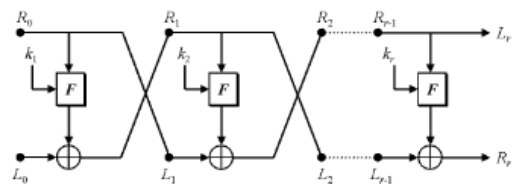 R₀ R₁ R₂ Rᵣ₋₁ Lᵣ
k₁ k₂ kᵣ
F F F
L₀ L₁ L₂ Lᵣ₋₁ Rᵣ